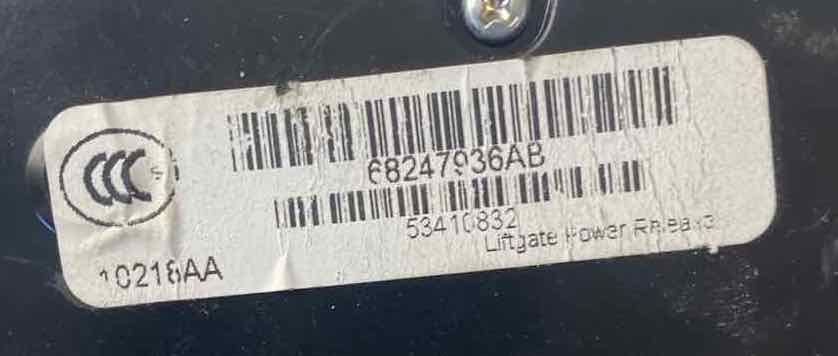 CCC S
68247936AB
53410832
Liftgate Power Release
10218AA